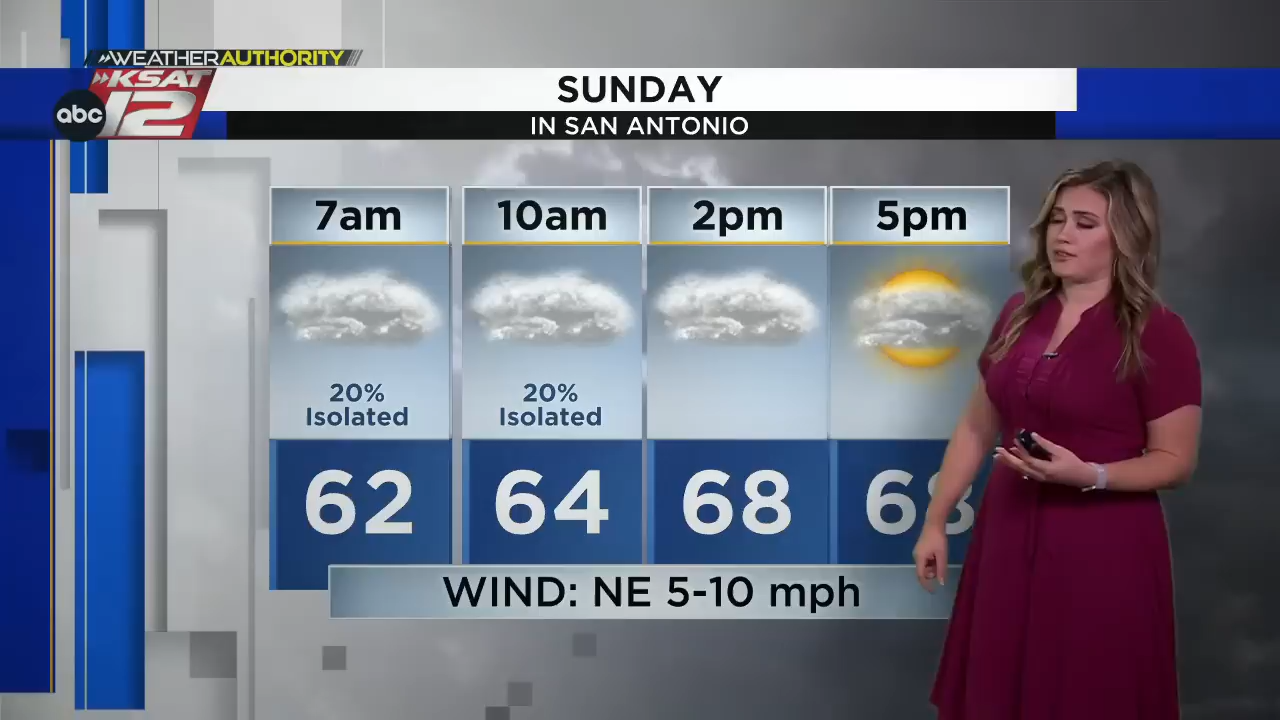 WEATHERAUTHORITY
KSAT
abc
12
SUNDAY
IN SAN ANTONIO
7am
10am
2pm
5pm
20%
Isolated
20%
Isolated
62
64
68
68
WIND: NE 5-10 mph